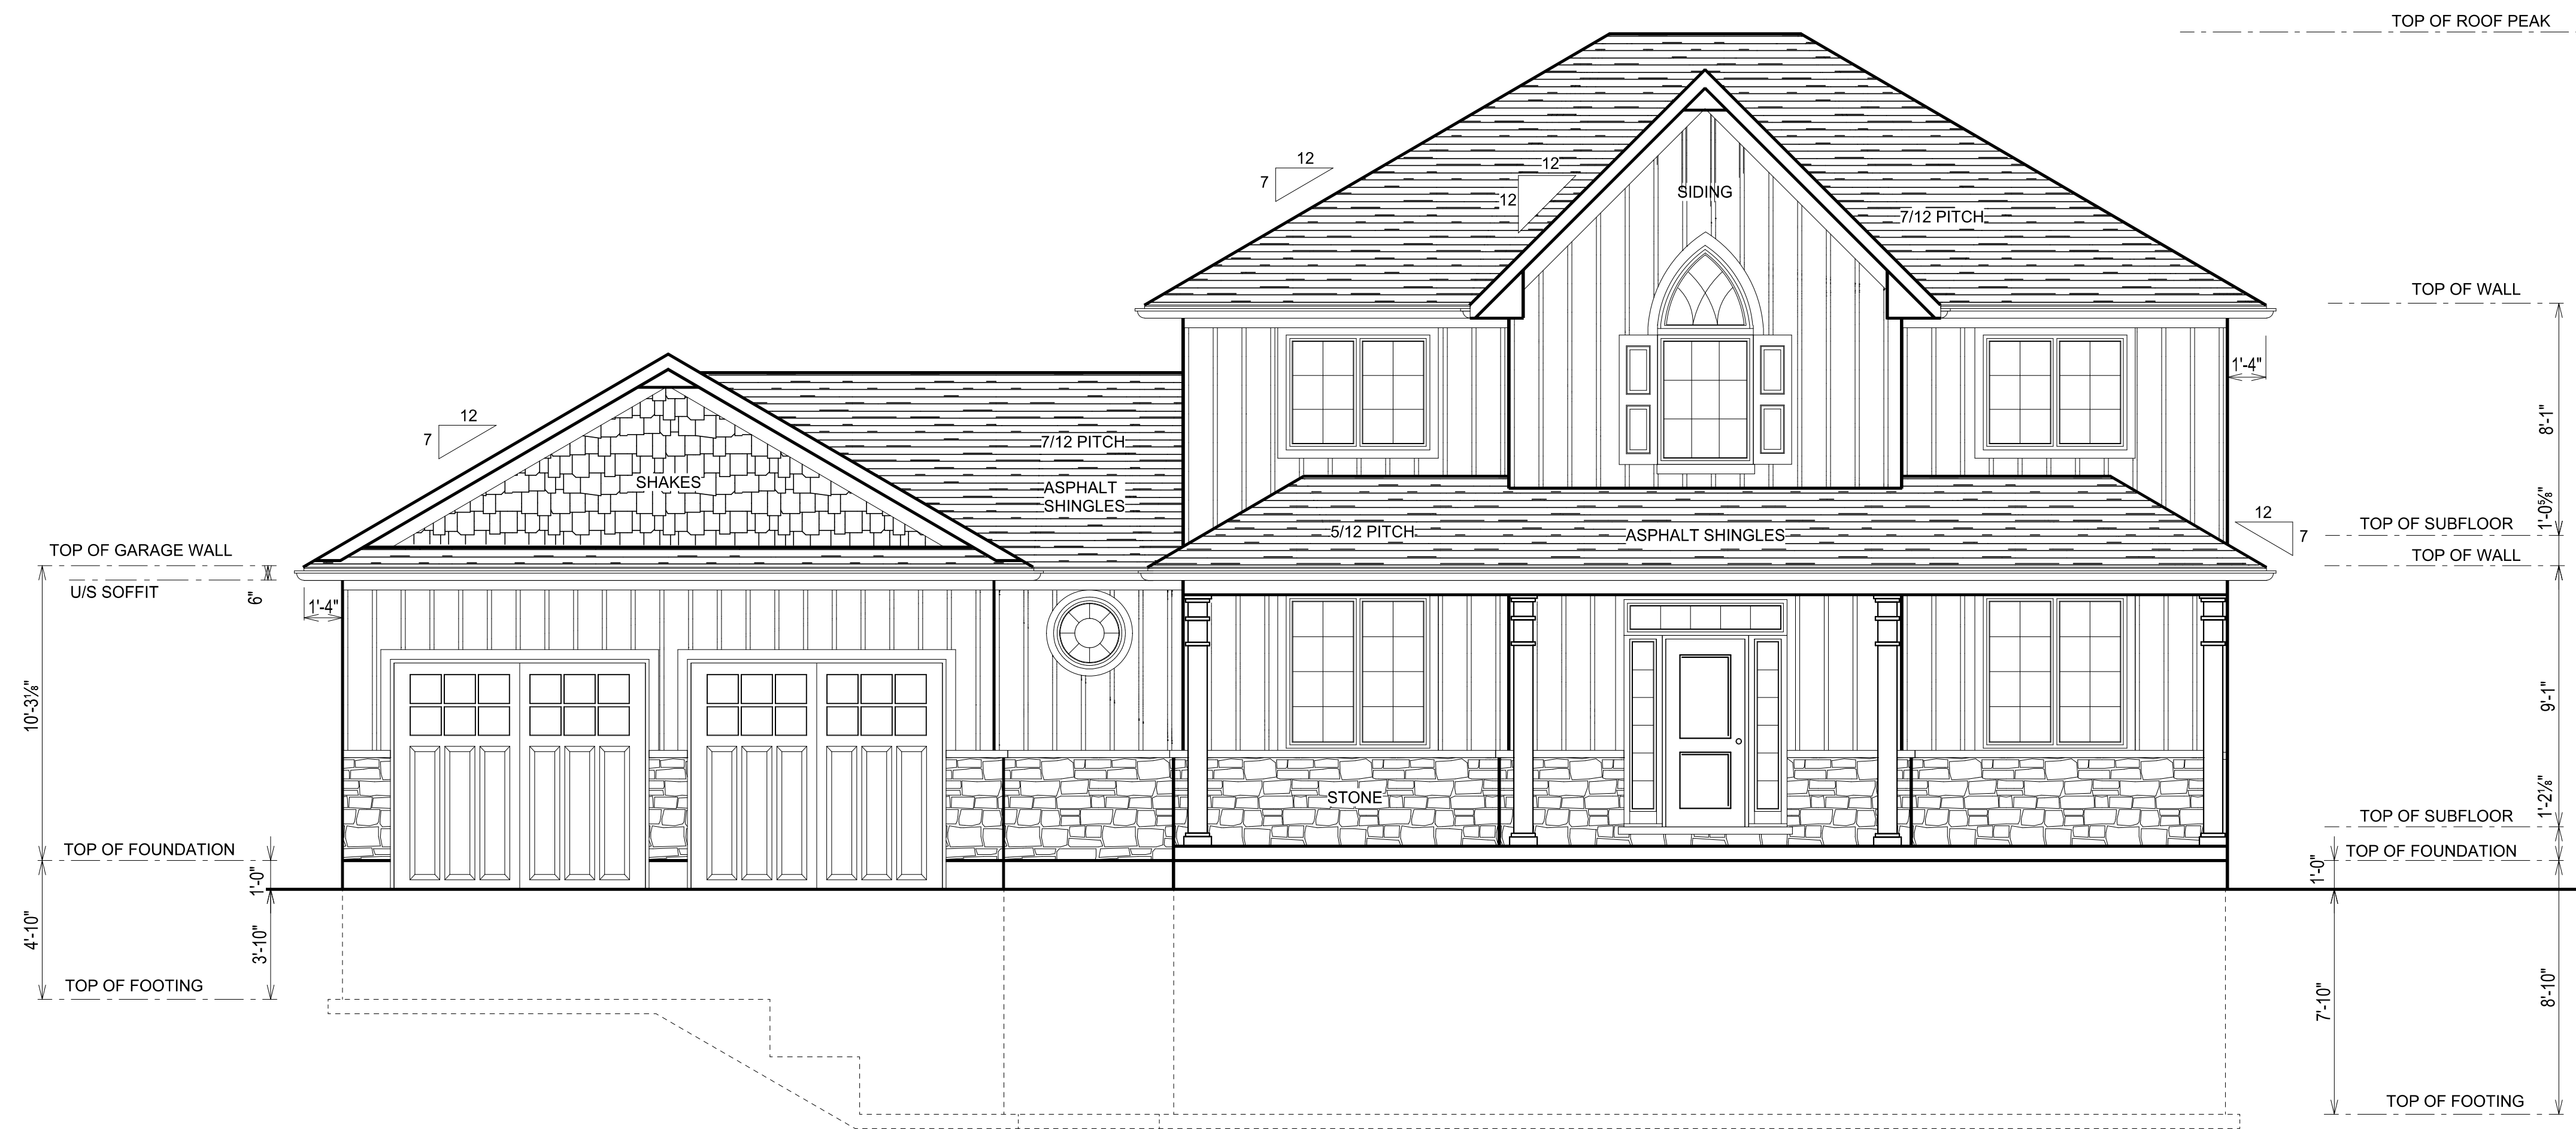 TOP OF ROOF PEAK
12
7
12
12
SIDING
7/12 PITCH
TOP OF WALL
1'-4"
8'-1"
12
7
7/12 PITCH
SHAKES
ASPHALT
SHINGLES
5/12 PITCH
ASPHALT SHINGLES
12
7
TOP OF SUBFLOOR
1'-0⅝"
TOP OF WALL
TOP OF GARAGE WALL
U/S SOFFIT
6"
1'-4"
10'-3⅛"
9'-1"
STONE
TOP OF SUBFLOOR
1'-2⅛"
TOP OF FOUNDATION
TOP OF FOUNDATION
1'-0"
1'-0"
4'-10"
3'-10"
TOP OF FOOTING
7'-10"
8'-10"
TOP OF FOOTING